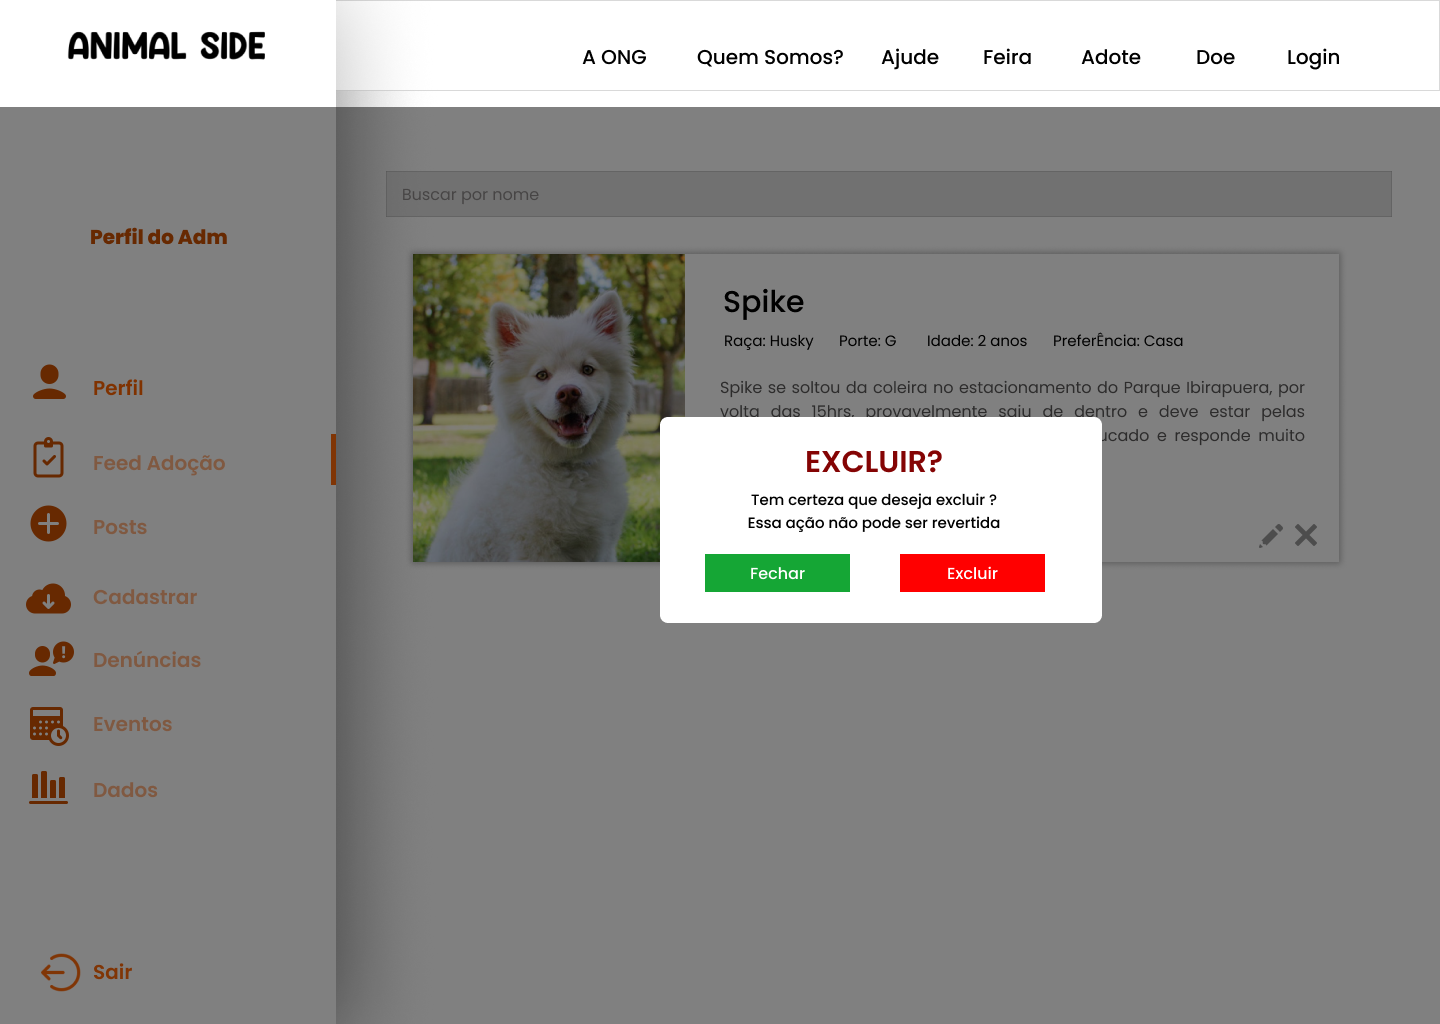 ANIMAL SIDE
A ONG Quem Somos? Ajude Feira Adote Doe Login
Buscar por nome
Perfil do Adm
Spike
Raça: Husky Porte: G Idade: 2 anos PreferÊncia: Casa
Spike se soltou da coleira no estacionamento do Parque Ibirapuera, por
volta das 15hrs, provavelmente saiu de dentro e deve estar pelas
ucado e responde muito
EXCLUIR?
Tem certeza que deseja excluir ?
Essa ação não pode ser revertida
Fechar Excluir
Perfil
Feed Adoção
Posts
Cadastrar
Denúncias
Eventos
Dados
Sair